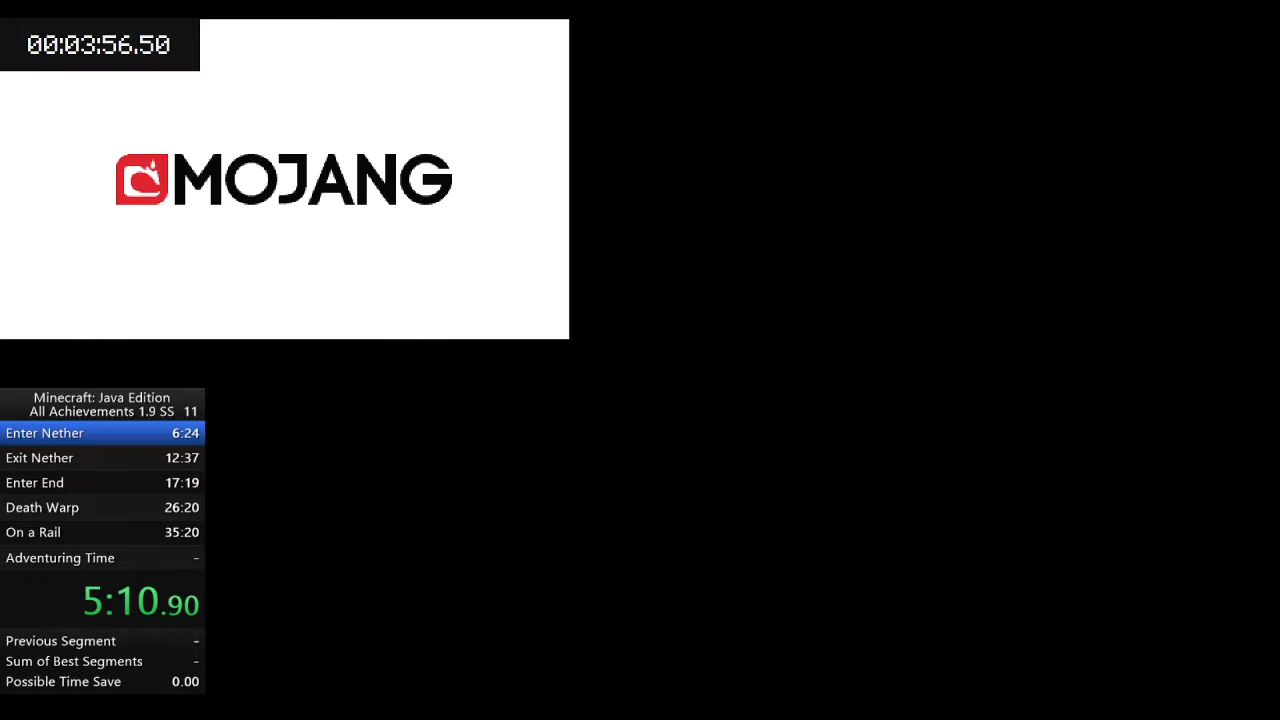 00:03:56.50
MOJANG
Minecraft: Java Edition
All Achievements 1.9 SS 11
Enter Nether 6:24
Exit Nether 12:37
Enter End 17:19
Death Warp 26:20
On a Rail 35:20
Adventuring Time -
5:10.90
Previous Segment -
Sum of Best Segments -
Possible Time Save 0.00